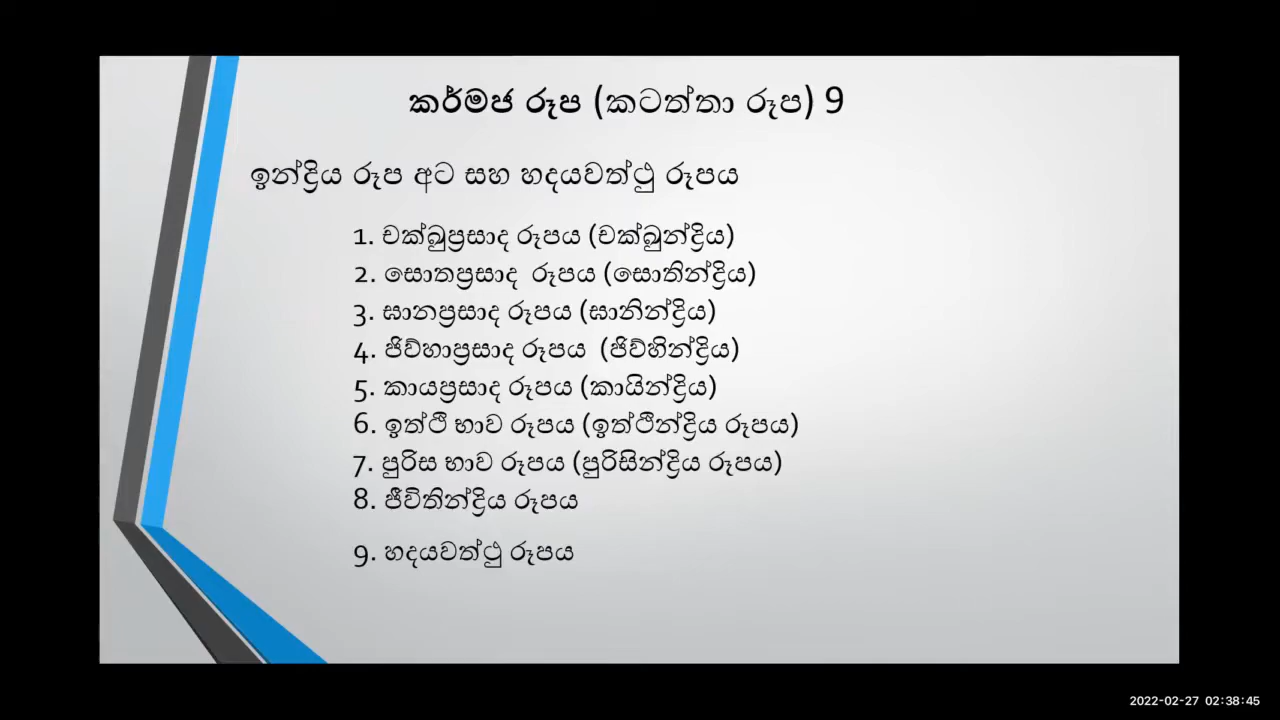 කර්මජ රූප (කටත්තා රූප) 9
ඉන්ද්‍රිය රූප අට සහ හදයවත්ථු රූපය
1. චක්ඛුප්‍රසාද රූපය (චක්ඛුන්ද්‍රිය)
2. සොතප්‍රසාද රූපය (සොතින්ද්‍රිය)
3. ඝානප්‍රසාද රූපය (ඝානින්ද්‍රිය)
4. ජිව්හාප්‍රසාද රූපය (ජිව්හින්ද්‍රිය)
5. කායප්‍රසාද රූපය (කායින්ද්‍රිය)
6. ඉත්ථි භාව රූපය (ඉත්ථින්ද්‍රිය රූපය)
7. පුරිස භාව රූපය (පුරිසින්ද්‍රිය රූපය)
8. ජීවිතින්ද්‍රිය රූපය
9. හදයවත්ථු රූපය
2022-02-27 02:38:45